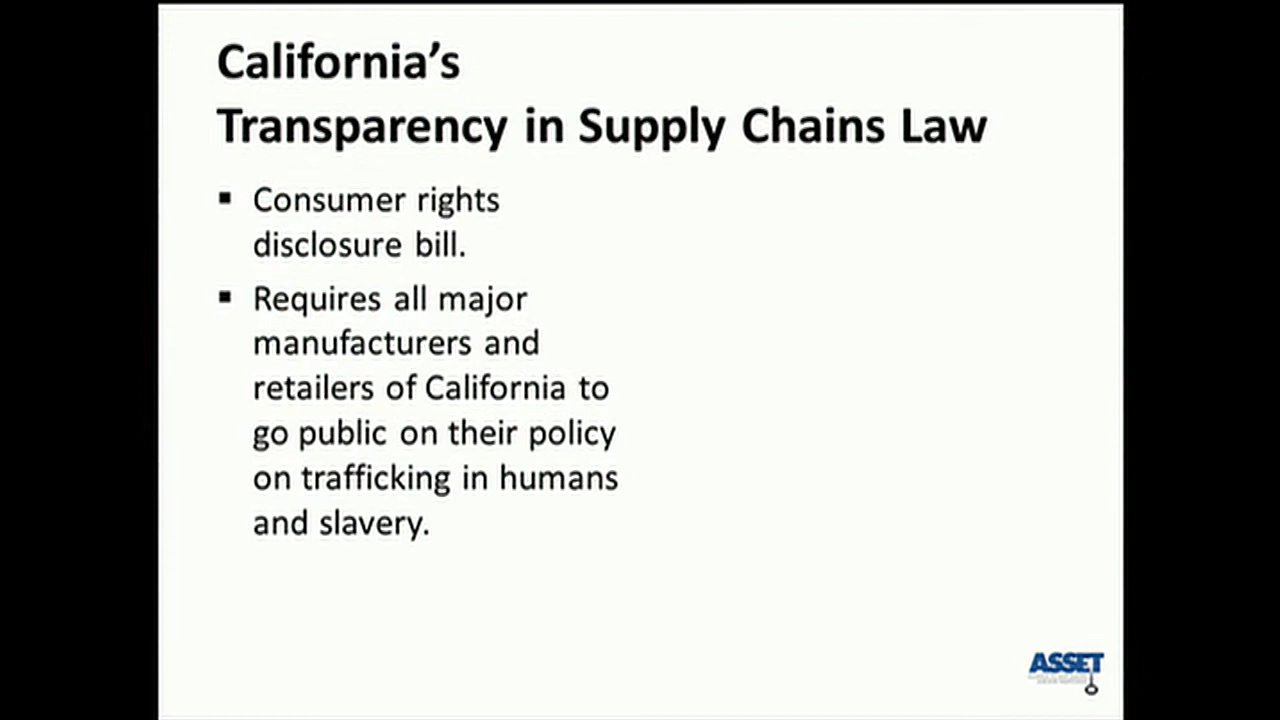 California’s
Transparency in Supply Chains Law
▪ Consumer rights
disclosure bill.
▪ Requires all major
manufacturers and
retailers of California to
go public on their policy
on trafficking in humans
and slavery.
ASSET